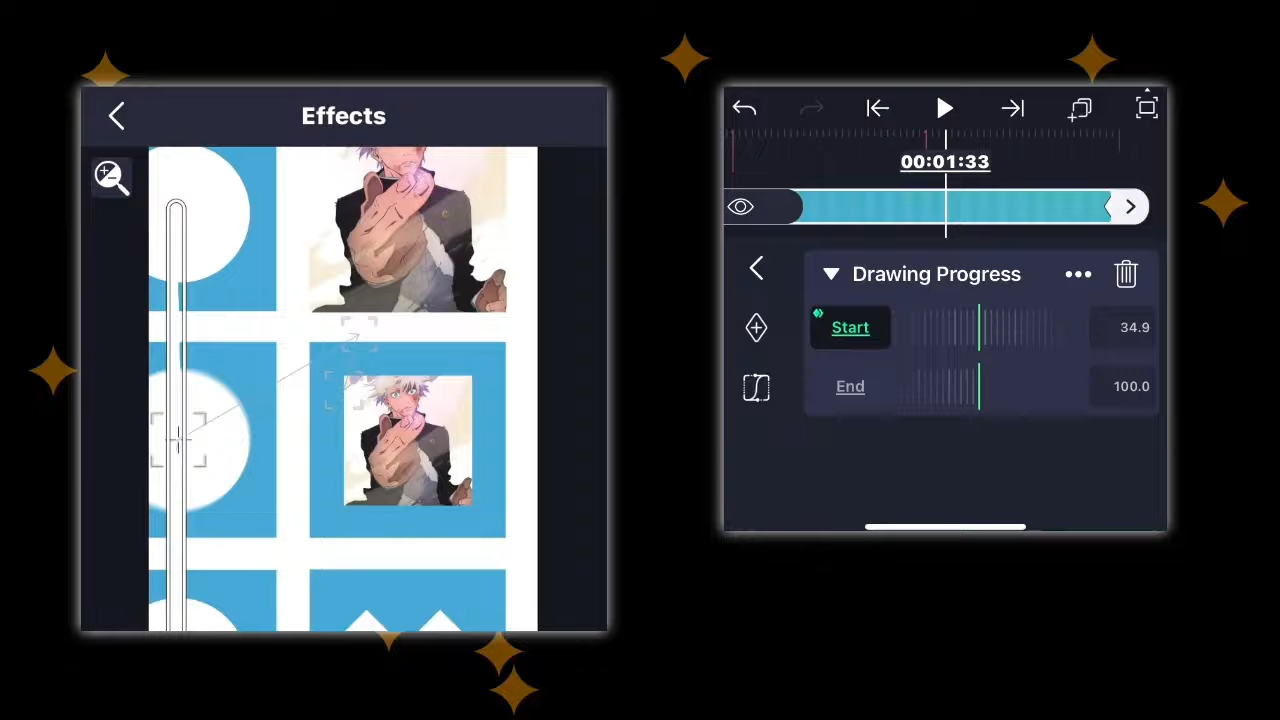 Effects
00:01:33
Drawing Progress
Start
34.9
End
100.0